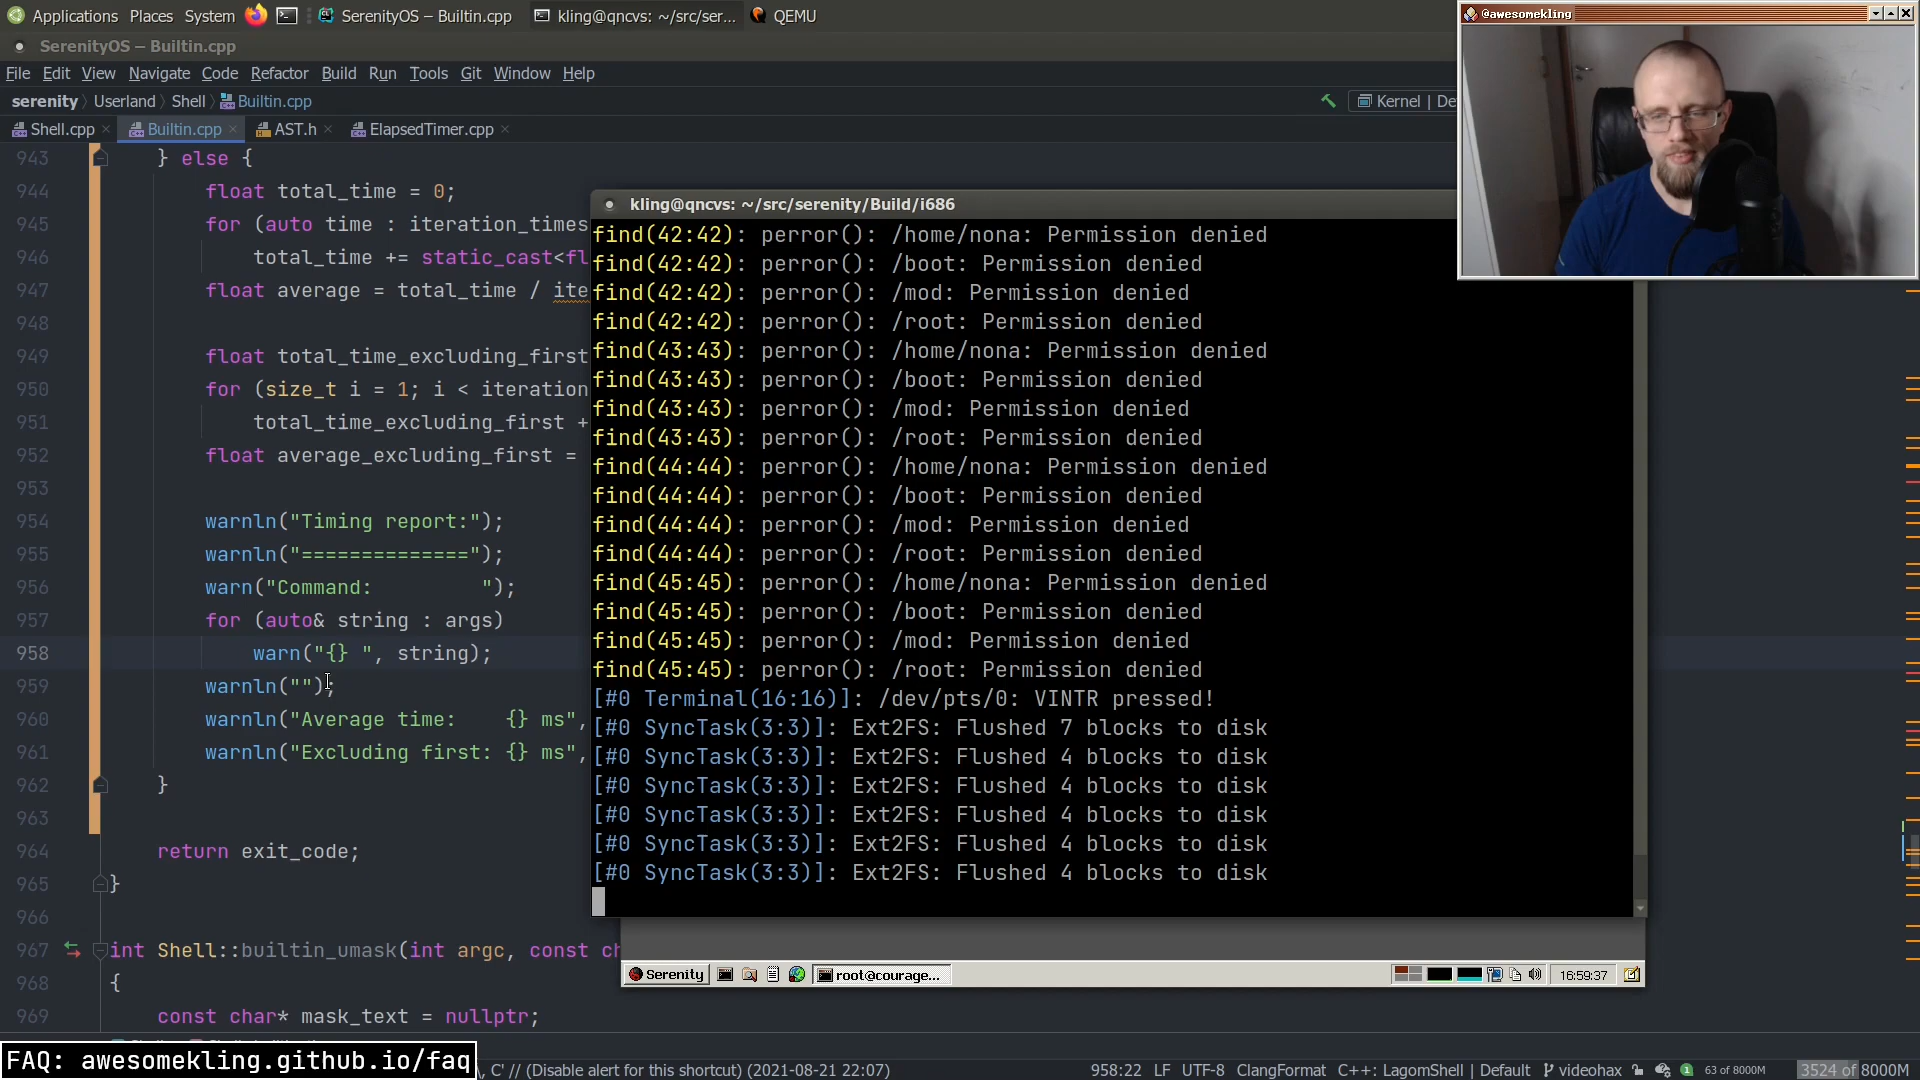 Applications Places System SerenityOS – Builtin.cpp kling@qncvs: ~/src/ser... QEMU
@awesomekling
SerenityOS – Builtin.cpp
File Edit View Navigate Code Refactor Build Run Tools Git Window Help
serenity Userland Shell Builtin.cpp Kernel | De
Shell.cpp Builtin.cpp AST.h ElapsedTimer.cpp
943 } else {
944 float total_time = 0;
945 for (auto time : iteration_times
946 total_time += static_cast<fl
947 float average = total_time / ite
948
949 float total_time_excluding_first
950 for (size_t i = 1; i < iteration
951 total_time_excluding_first +
952 float average_excluding_first =
953
954 warnln("Timing report:");
955 warnln("==============");
956 warn("Command:         ");
957 for (auto& string : args)
958 warn("{} ", string);
959 warnln("");
960 warnln("Average time:    {} ms",
961 warnln("Excluding first: {} ms",
962 }
963
964 return exit_code;
965 }
966
967 int Shell::builtin_umask(int argc, const ch
968 {
969 const char* mask_text = nullptr;
kling@qncvs: ~/src/serenity/Build/i686
find(42:42): perror(): /home/nona: Permission denied
find(42:42): perror(): /boot: Permission denied
find(42:42): perror(): /mod: Permission denied
find(42:42): perror(): /root: Permission denied
find(43:43): perror(): /home/nona: Permission denied
find(43:43): perror(): /boot: Permission denied
find(43:43): perror(): /mod: Permission denied
find(43:43): perror(): /root: Permission denied
find(44:44): perror(): /home/nona: Permission denied
find(44:44): perror(): /boot: Permission denied
find(44:44): perror(): /mod: Permission denied
find(44:44): perror(): /root: Permission denied
find(45:45): perror(): /home/nona: Permission denied
find(45:45): perror(): /boot: Permission denied
find(45:45): perror(): /mod: Permission denied
find(45:45): perror(): /root: Permission denied
[#0 Terminal(16:16)]: /dev/pts/0: VINTR pressed!
[#0 SyncTask(3:3)]: Ext2FS: Flushed 7 blocks to disk
[#0 SyncTask(3:3)]: Ext2FS: Flushed 4 blocks to disk
[#0 SyncTask(3:3)]: Ext2FS: Flushed 4 blocks to disk
[#0 SyncTask(3:3)]: Ext2FS: Flushed 4 blocks to disk
[#0 SyncTask(3:3)]: Ext2FS: Flushed 4 blocks to disk
[#0 SyncTask(3:3)]: Ext2FS: Flushed 4 blocks to disk
Serenity root@courage... 16:59:37
FAQ: awesomekling.github.io/faq
, C' // (Disable alert for this shortcut) (2021-08-21 22:07) 958:22 LF UTF-8 ClangFormat C++: LagomShell | Default videohax 1 63 of 8000M 3524 of 8000M